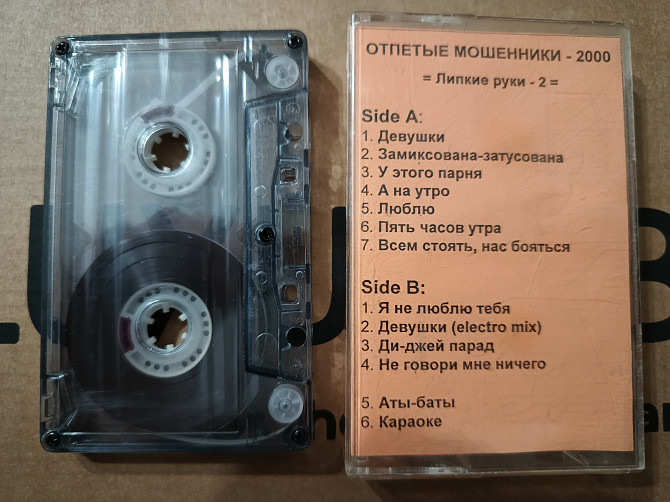 ОТПЕТЫЕ МОШЕННИКИ - 2000
= Липкие руки - 2 =
Side A:
1. Девушки
2. Замиксована-затусована
3. У этого парня
4. А на утро
5. Люблю
6. Пять часов утра
7. Всем стоять, нас бояться
Side B:
1. Я не люблю тебя
2. Девушки (electro mix)
3. Ди-джей парад
4. Не говори мне ничего
5. Аты-баты
6. Караоке